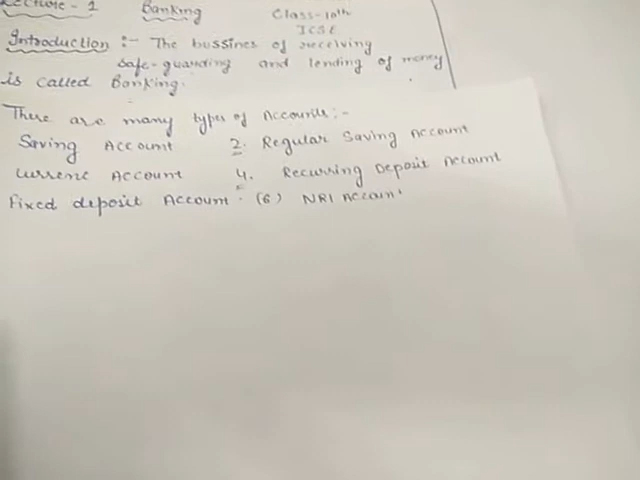 Lecture - 1 Banking Class-10th
ICSE
Introduction :- The bussines of receiving
safe-guarding and lending of money
is called Banking.
There are many types of Accounts:-
Saving Account 2. Regular Saving Account
Current Account 4. Recurring Deposit Account
Fixed deposit Account. (6) NRI Account